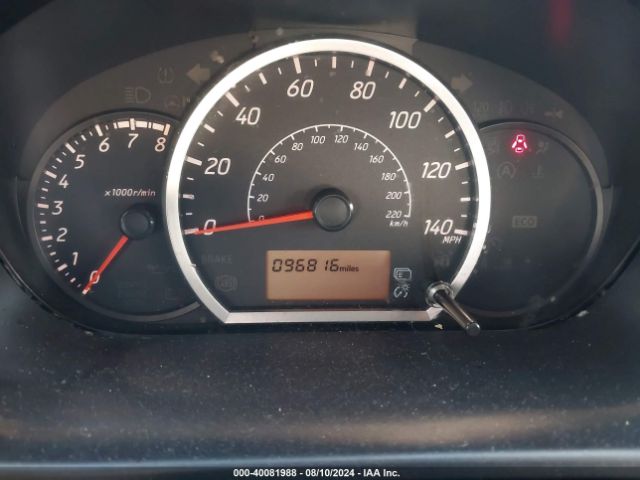 0 1 2 3 4 5 6 7 8
x1000r/min
0 20 40 60 80 100 120 140
MPH
0 20 40 60 80 100 120 140 160 180 200 220
km/h
BRAKE
ECO
096816 miles
000-40081988 - 08/10/2024 - IAA Inc.